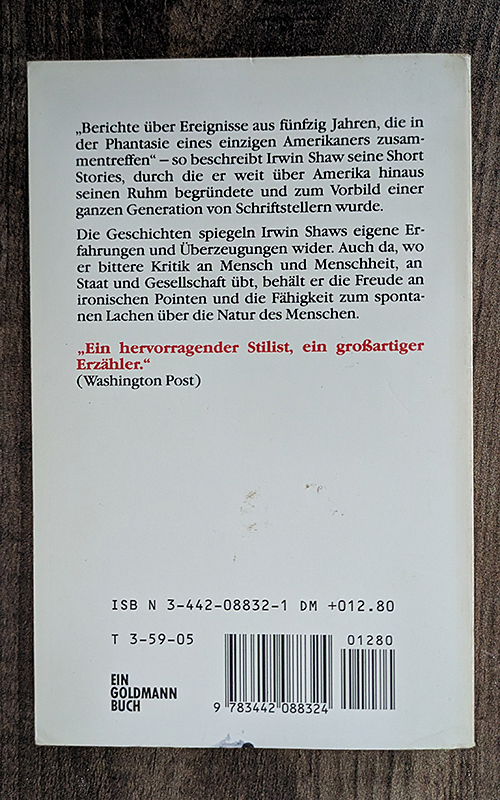 „Berichte über Ereignisse aus fünfzig Jahren, die in
der Phantasie eines einzigen Amerikaners zusam-
mentreffen“ – so beschreibt Irwin Shaw seine Short
Stories, durch die er weit über Amerika hinaus
seinen Ruhm begründete und zum Vorbild einer
ganzen Generation von Schriftstellern wurde.
Die Geschichten spiegeln Irwin Shaws eigene Er-
fahrungen und Überzeugungen wider. Auch da, wo
er bittere Kritik an Mensch und Menschheit, an
Staat und Gesellschaft übt, behält er die Freude an
ironischen Pointen und die Fähigkeit zum sponta-
nen Lachen über die Natur des Menschen.
„Ein hervorragender Stilist, ein großartiger
Erzähler.“
(Washington Post)
ISB N 3-442-08832-1 DM +012.80
T 3-59-05 01280
EIN
GOLDMANN
BUCH
9 783442 088324